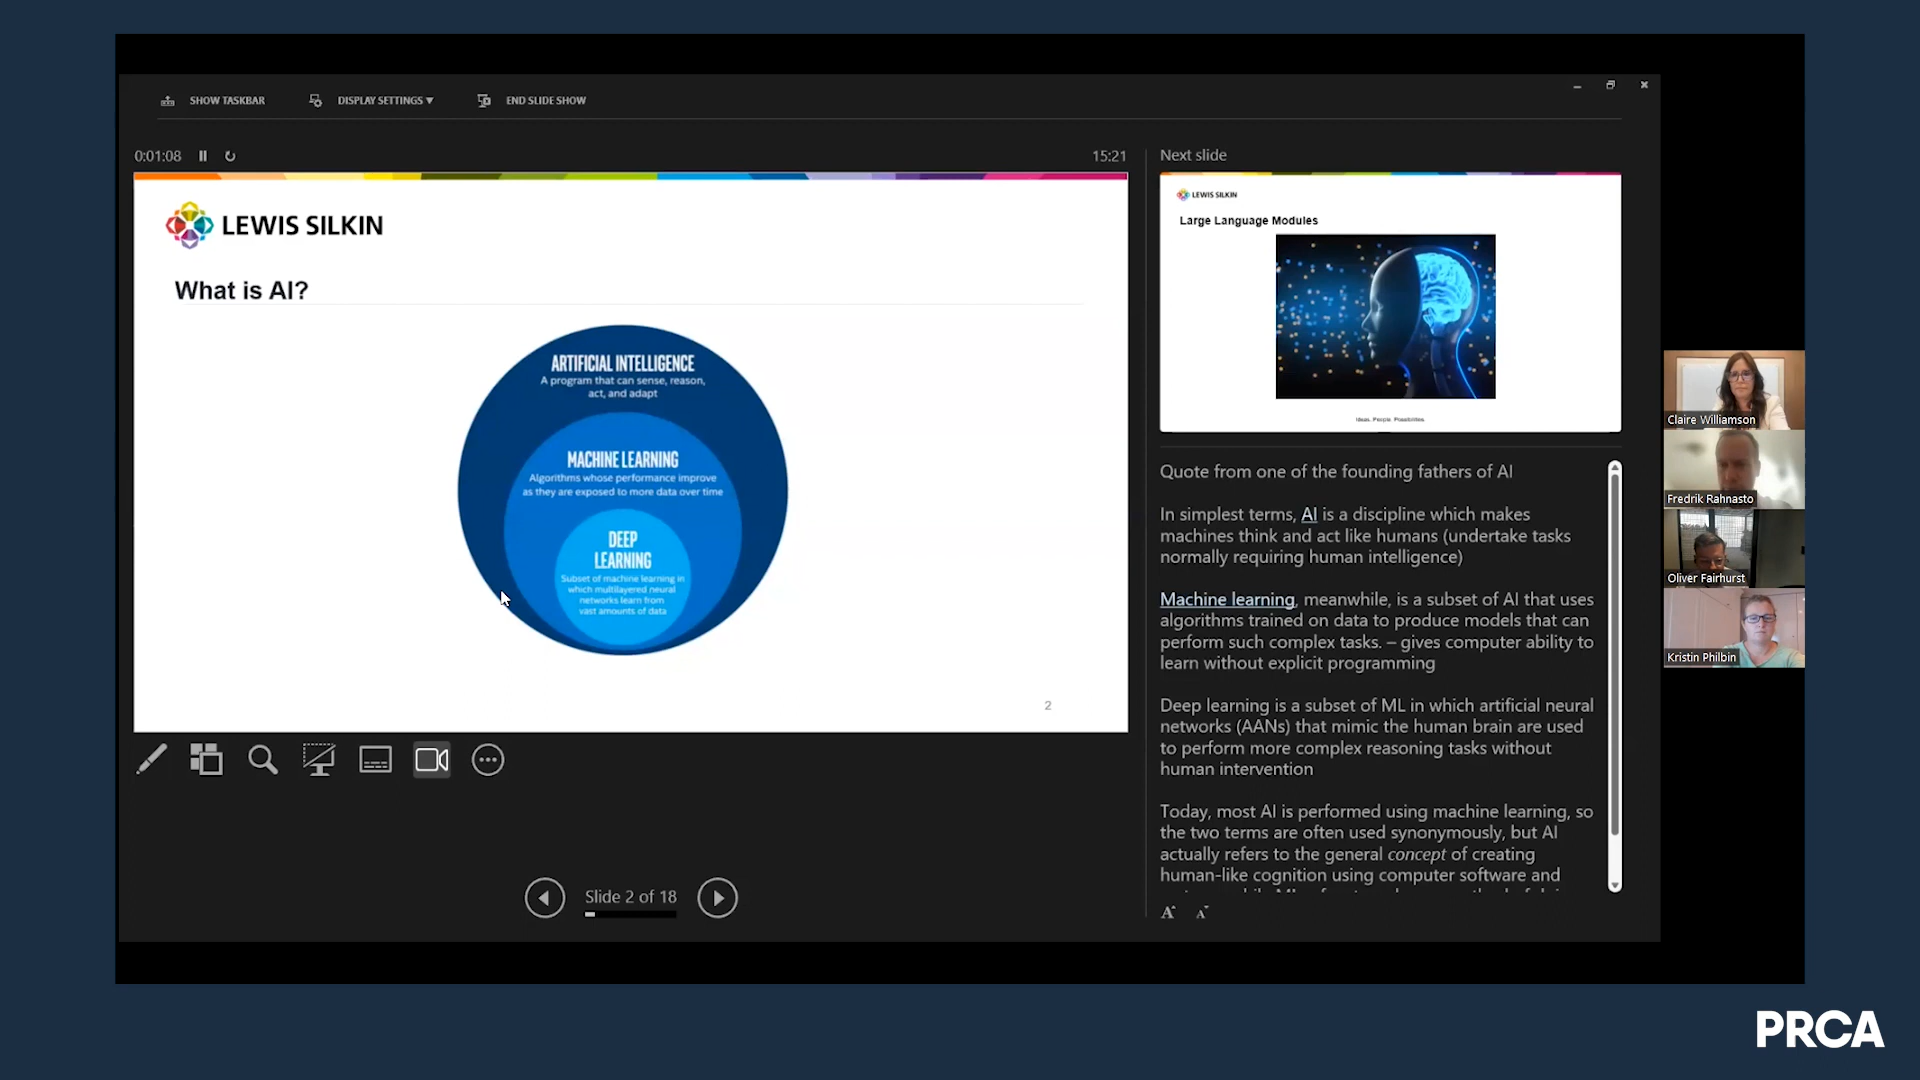 SHOW TASKBAR
DISPLAY SETTINGS ▼
END SLIDE SHOW
0:01:08
15:21
LEWIS SILKIN
What is AI?
ARTIFICIAL INTELLIGENCE
A program that can sense, reason,
act, and adapt
MACHINE LEARNING
Algorithms whose performance improve
as they are exposed to more data over time
DEEP
LEARNING
Subset of machine learning in
which multilayered neural
networks learn from
vast amounts of data
2
Slide 2 of 18
Next slide
LEWIS SILKIN
Large Language Modules
Ideas. People. Possibilities.
Quote from one of the founding fathers of AI
In simplest terms, AI is a discipline which makes
machines think and act like humans (undertake tasks
normally requiring human intelligence)
Machine learning, meanwhile, is a subset of AI that uses
algorithms trained on data to produce models that can
perform such complex tasks. – gives computer ability to
learn without explicit programming
Deep learning is a subset of ML in which artificial neural
networks (AANs) that mimic the human brain are used
to perform more complex reasoning tasks without
human intervention
Today, most AI is performed using machine learning, so
the two terms are often used synonymously, but AI
actually refers to the general concept of creating
human-like cognition using computer software and
A A
Claire Williamson
Fredrik Rahnasto
Oliver Fairhurst
Kristin Philbin
PRCA